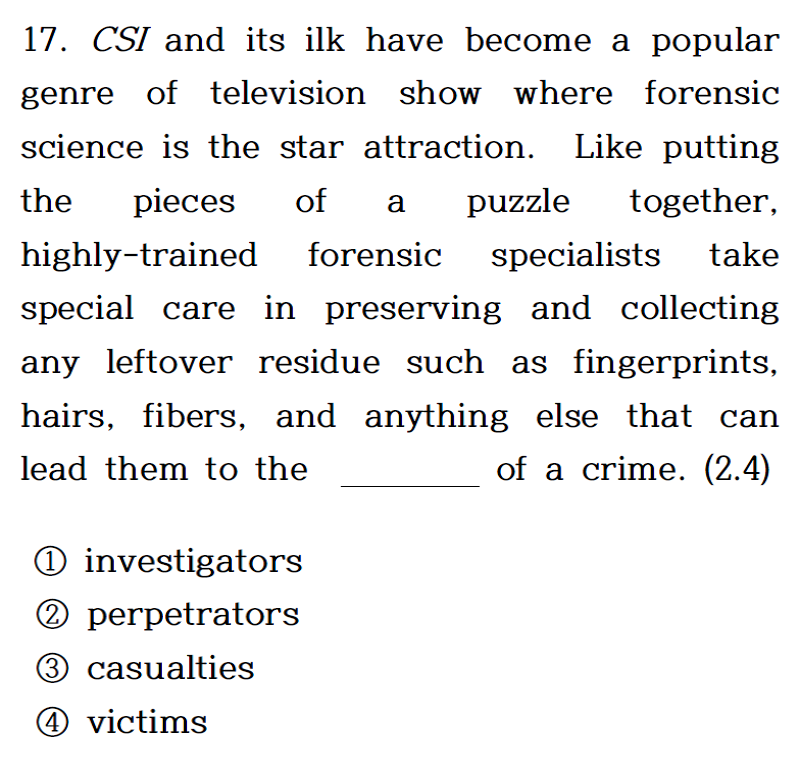 17. CSI and its ilk have become a popular
genre of television show where forensic
science is the star attraction. Like putting
the pieces of a puzzle together,
highly-trained forensic specialists take
special care in preserving and collecting
any leftover residue such as fingerprints,
hairs, fibers, and anything else that can
lead them to the ________ of a crime. (2.4)
① investigators
② perpetrators
③ casualties
④ victims